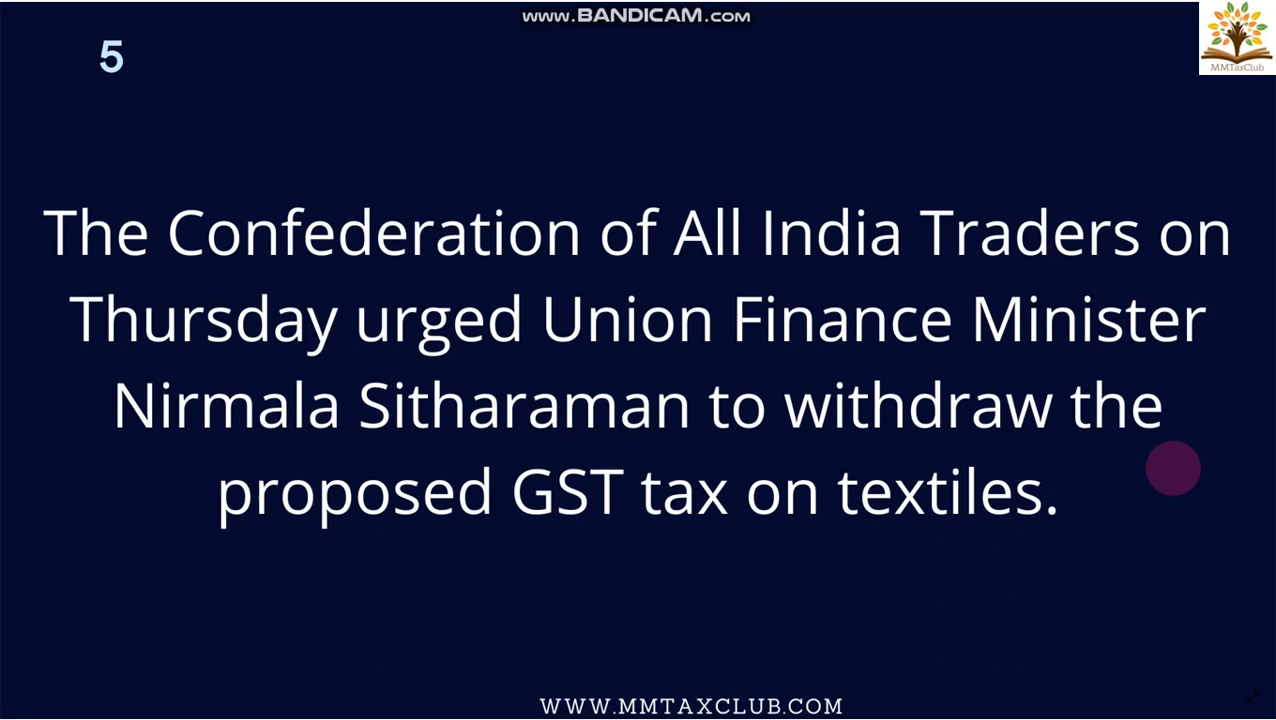 www.BANDICAM.com
5
MMTaxClub
The Confederation of All India Traders on
Thursday urged Union Finance Minister
Nirmala Sitharaman to withdraw the
proposed GST tax on textiles.
WWW.MMTAXCLUB.COM